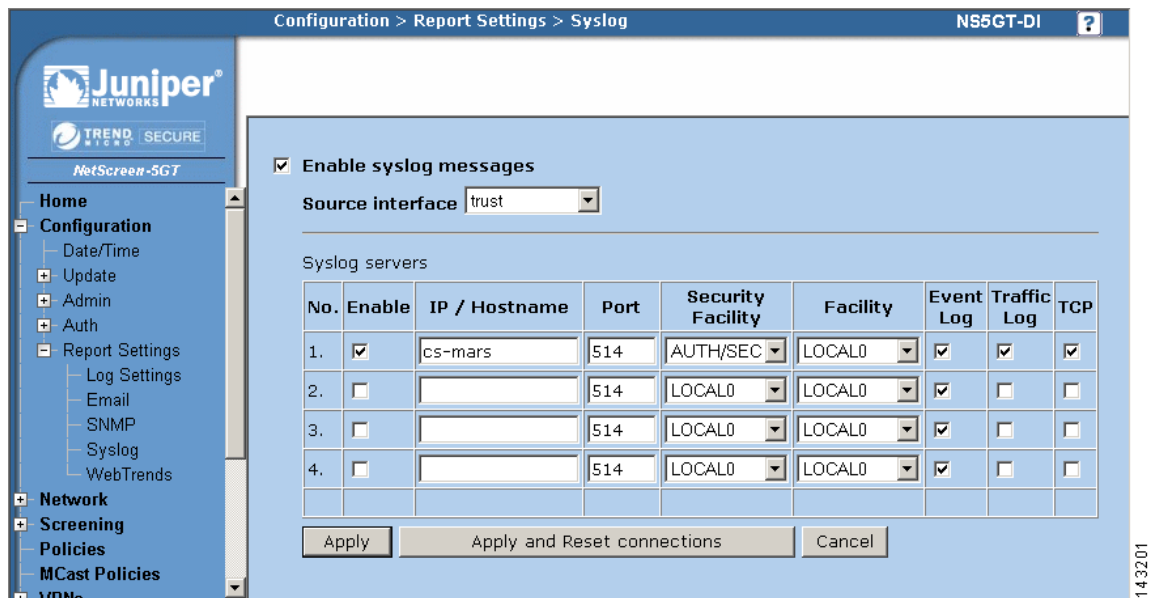 Configuration > Report Settings > Syslog
NS5GT-DI
?
Juniper®
NETWORKS
TREND MICRO SECURE
NetScreen-5GT
Home
Configuration
Date/Time
Update
Admin
Auth
Report Settings
Log Settings
Email
SNMP
Syslog
WebTrends
Network
Screening
Policies
MCast Policies
VPNs
Enable syslog messages
Source interface trust
Syslog servers
No. Enable IP / Hostname Port Security Facility Facility Event Log Traffic Log TCP
1. cs-mars 514 AUTH/SEC LOCAL0
2. 514 LOCAL0 LOCAL0
3. 514 LOCAL0 LOCAL0
4. 514 LOCAL0 LOCAL0
Apply Apply and Reset connections Cancel
143201